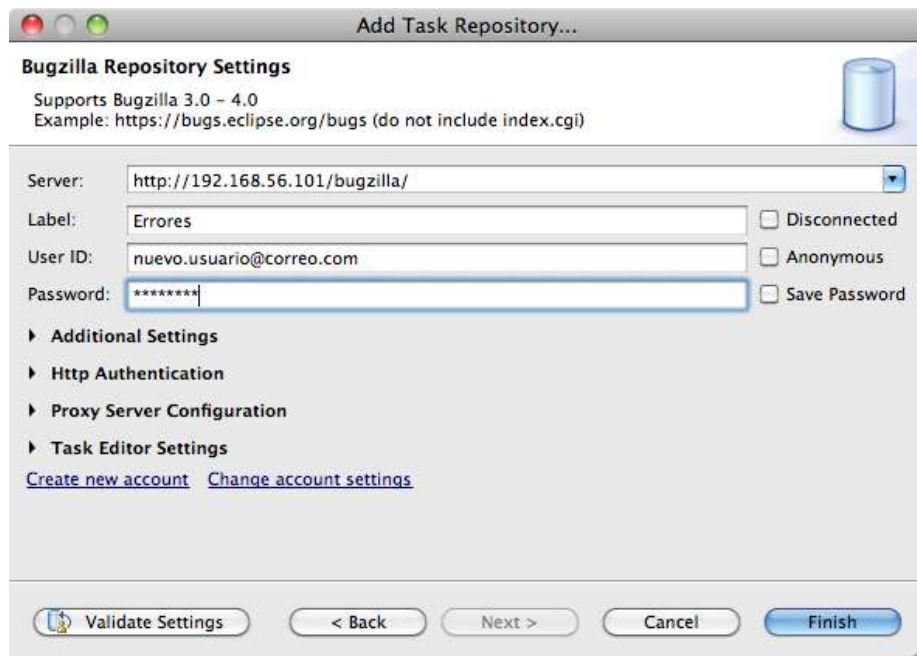 Add Task Repository...
Bugzilla Repository Settings
Supports Bugzilla 3.0 – 4.0
Example: https://bugs.eclipse.org/bugs (do not include index.cgi)
Server: http://192.168.56.101/bugzilla/
Label: Errores Disconnected
User ID: nuevo.usuario@correo.com Anonymous
Password: ******** Save Password
Additional Settings
Http Authentication
Proxy Server Configuration
Task Editor Settings
Create new account Change account settings
Validate Settings < Back Next > Cancel Finish